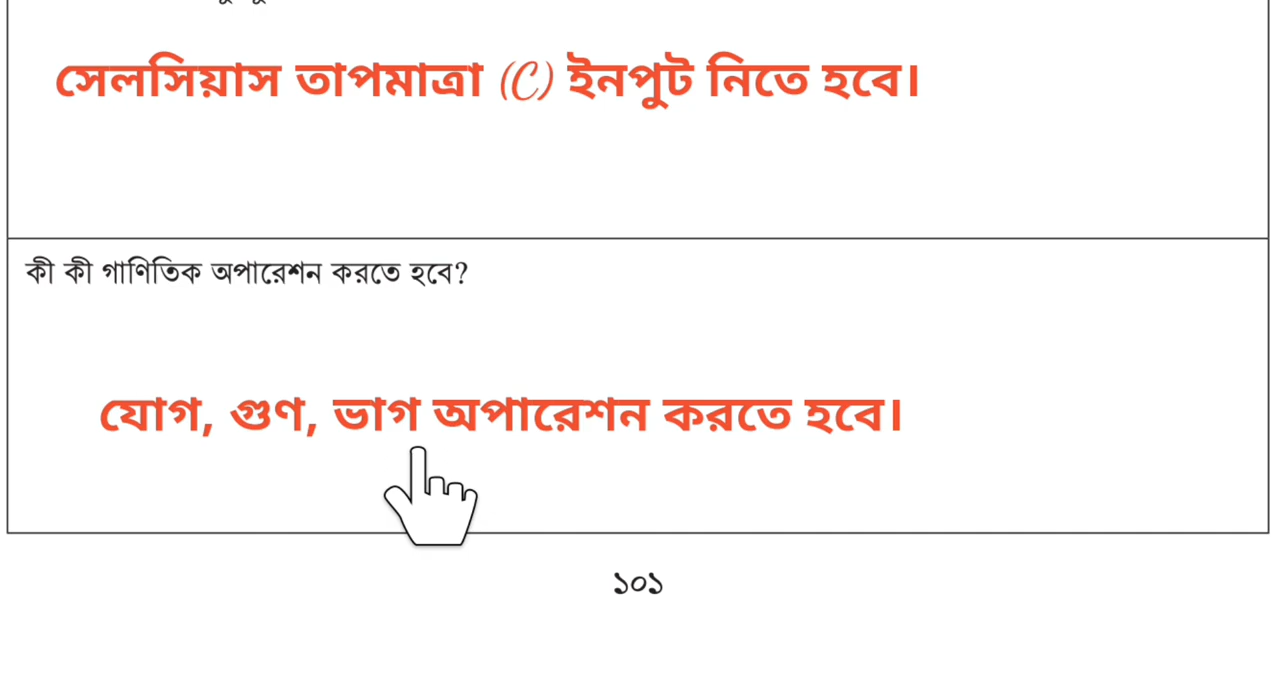 সেলসিয়াস তাপমাত্রা (C) ইনপুট নিতে হবে।
কী কী গাণিতিক অপারেশন করতে হবে?
যোগ, গুণ, ভাগ অপারেশন করতে হবে।
১০১